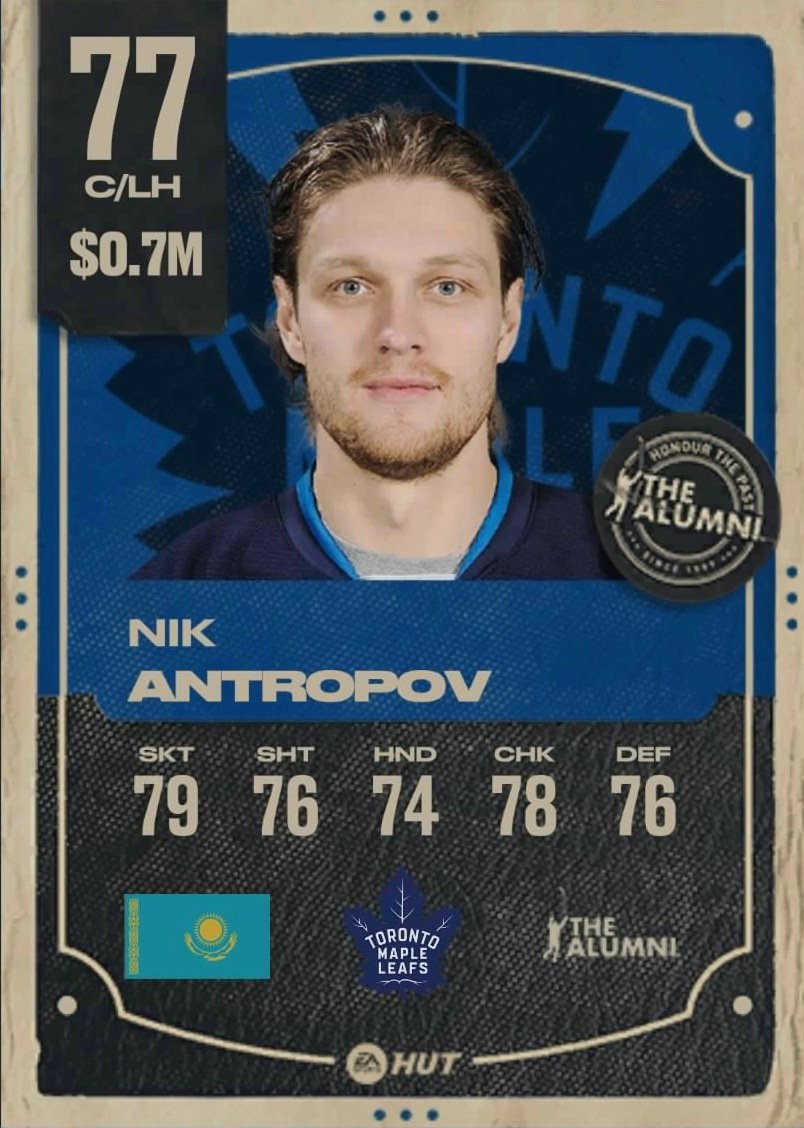 77
C/LH
$0.7M
TORONTO
MAPLE
HONOUR THE PAST
THE
ALUMNI
NIK
ANTROPOV
SKT SHT HND CHK DEF
79 76 74 78 76
TORONTO
MAPLE
LEAFS
THE
ALUMNI
EA
HUT